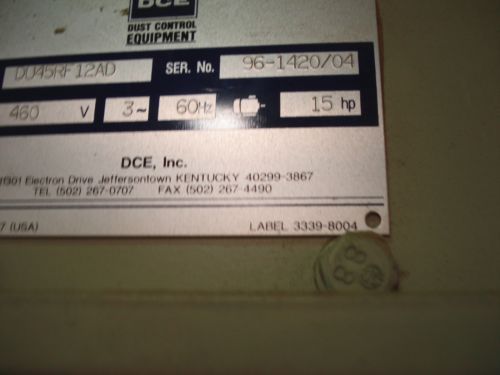 DCE
DUST CONTROL
EQUIPMENT
DU45RF12AD SER. No. 96-1420/04
460 V 3~ 60Hz 15 hp
DCE, Inc.
Electron Drive Jeffersontown KENTUCKY 40299-3867
TEL (502) 267-0707 FAX (502) 267-4490
7 (USA) LABEL 3339-8004